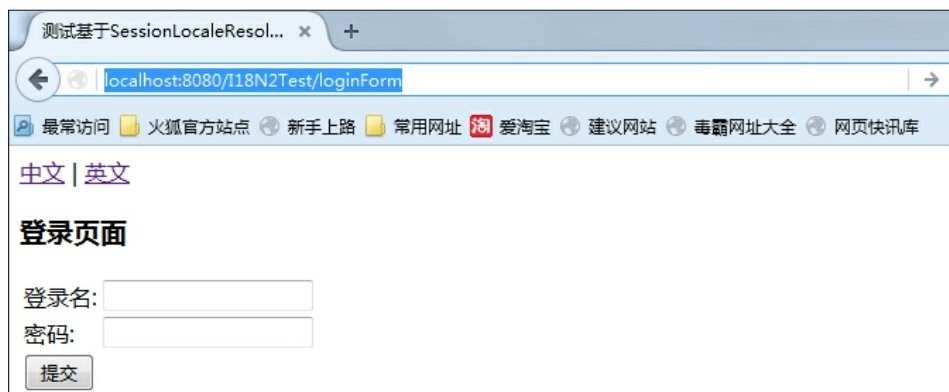 测试基于SessionLocaleResol...
localhost:8080/I18N2Test/loginForm
最常访问 火狐官方站点 新手上路 常用网址 淘 爱淘宝 建议网站 毒霸网址大全 网页快讯库
中文 | 英文
登录页面
登录名:
密码:
提交